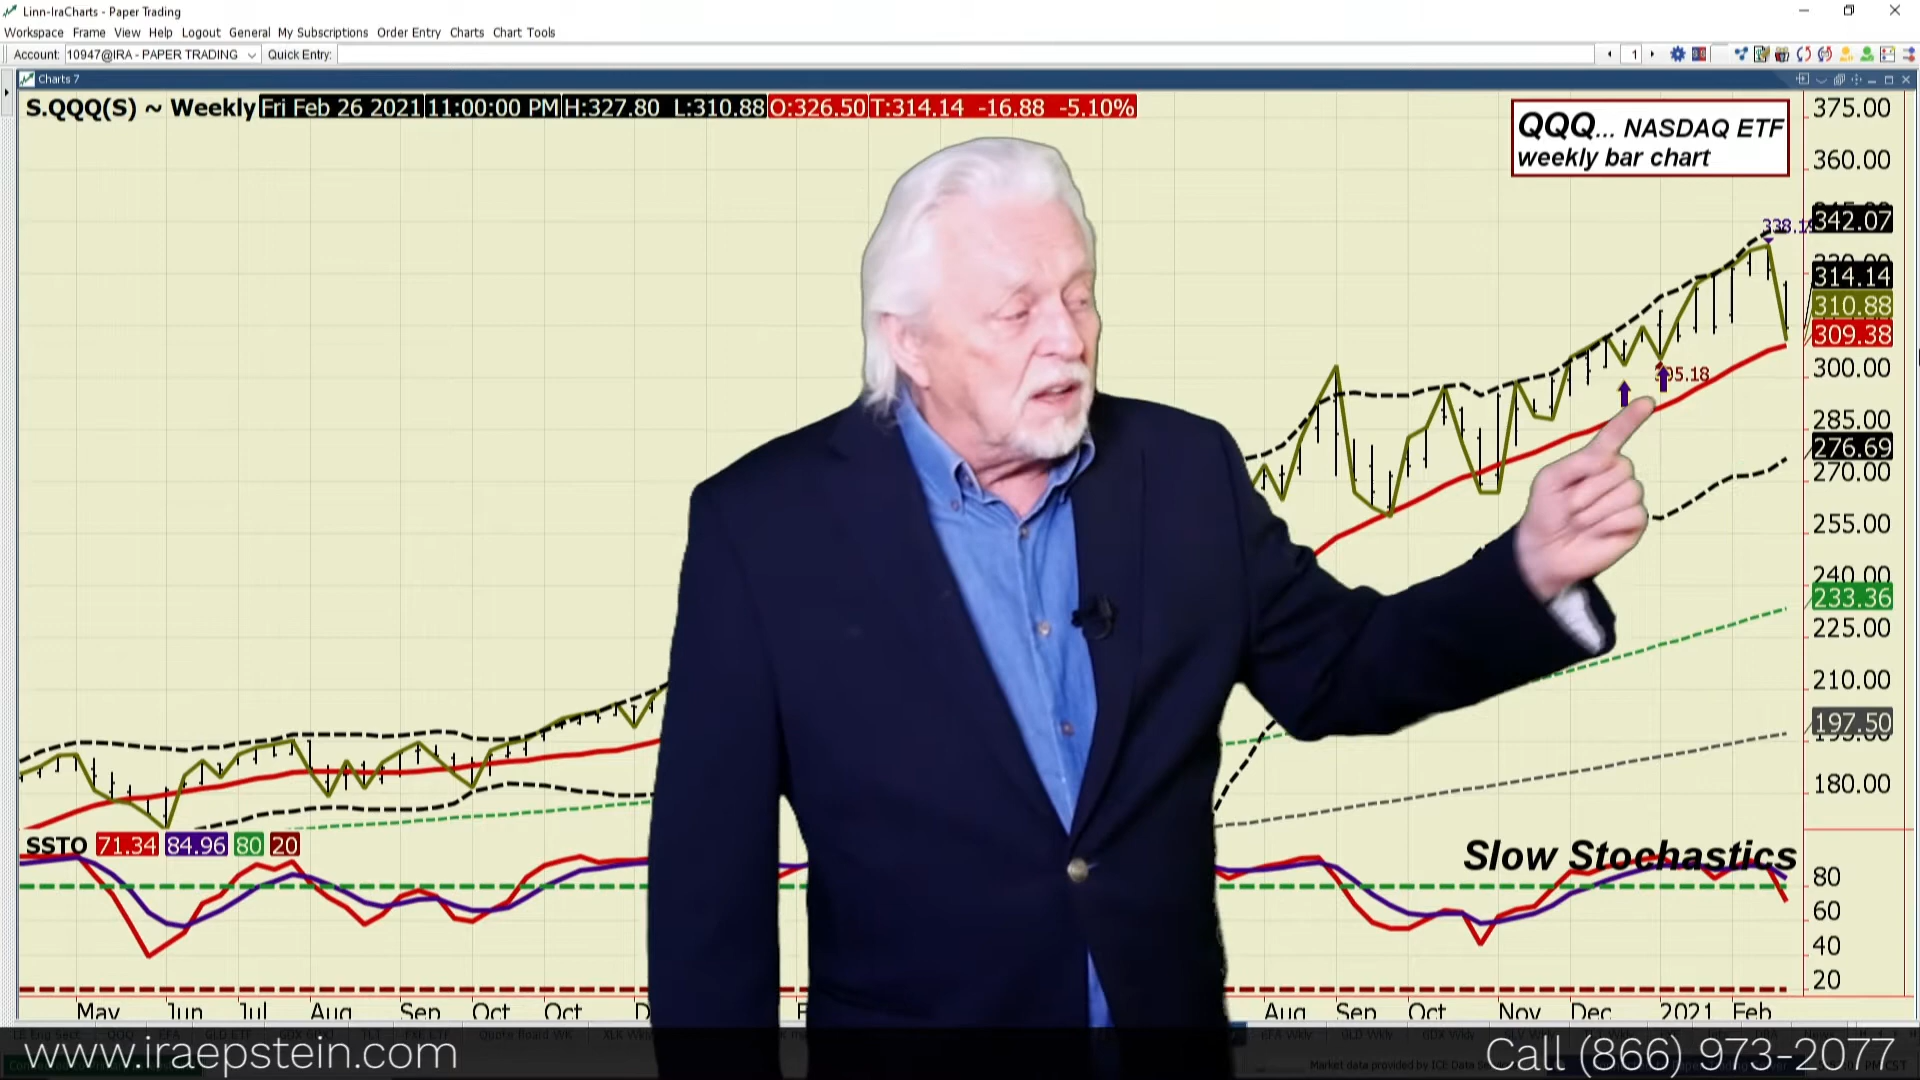 Linn-IraCharts - Paper Trading
Workspace Frame View Help Logout General My Subscriptions Order Entry Charts Chart Tools
Account: 10947@IRA - PAPER TRADING Quick Entry: 1
Charts 7
S.QQQ(S) ~ Weekly Fri Feb 26 2021 11:00:00 PM H:327.80 L:310.88 O:326.50 T:314.14 -16.88 -5.10%
QQQ... NASDAQ ETF
weekly bar chart
375.00
360.00
342.07
314.14
310.88
309.38
300.00
285.00
276.69
270.00
255.00
240.00
233.36
225.00
210.00
197.50
180.00
SSTO 71.34 84.96 80 20
Slow Stochastics
80
60
40
20
May Jun Jul Aug Sep Oct Oct Aug Sep Oct Nov Dec 2021 Feb
www.iraepstein.com
Call (866) 973-2077